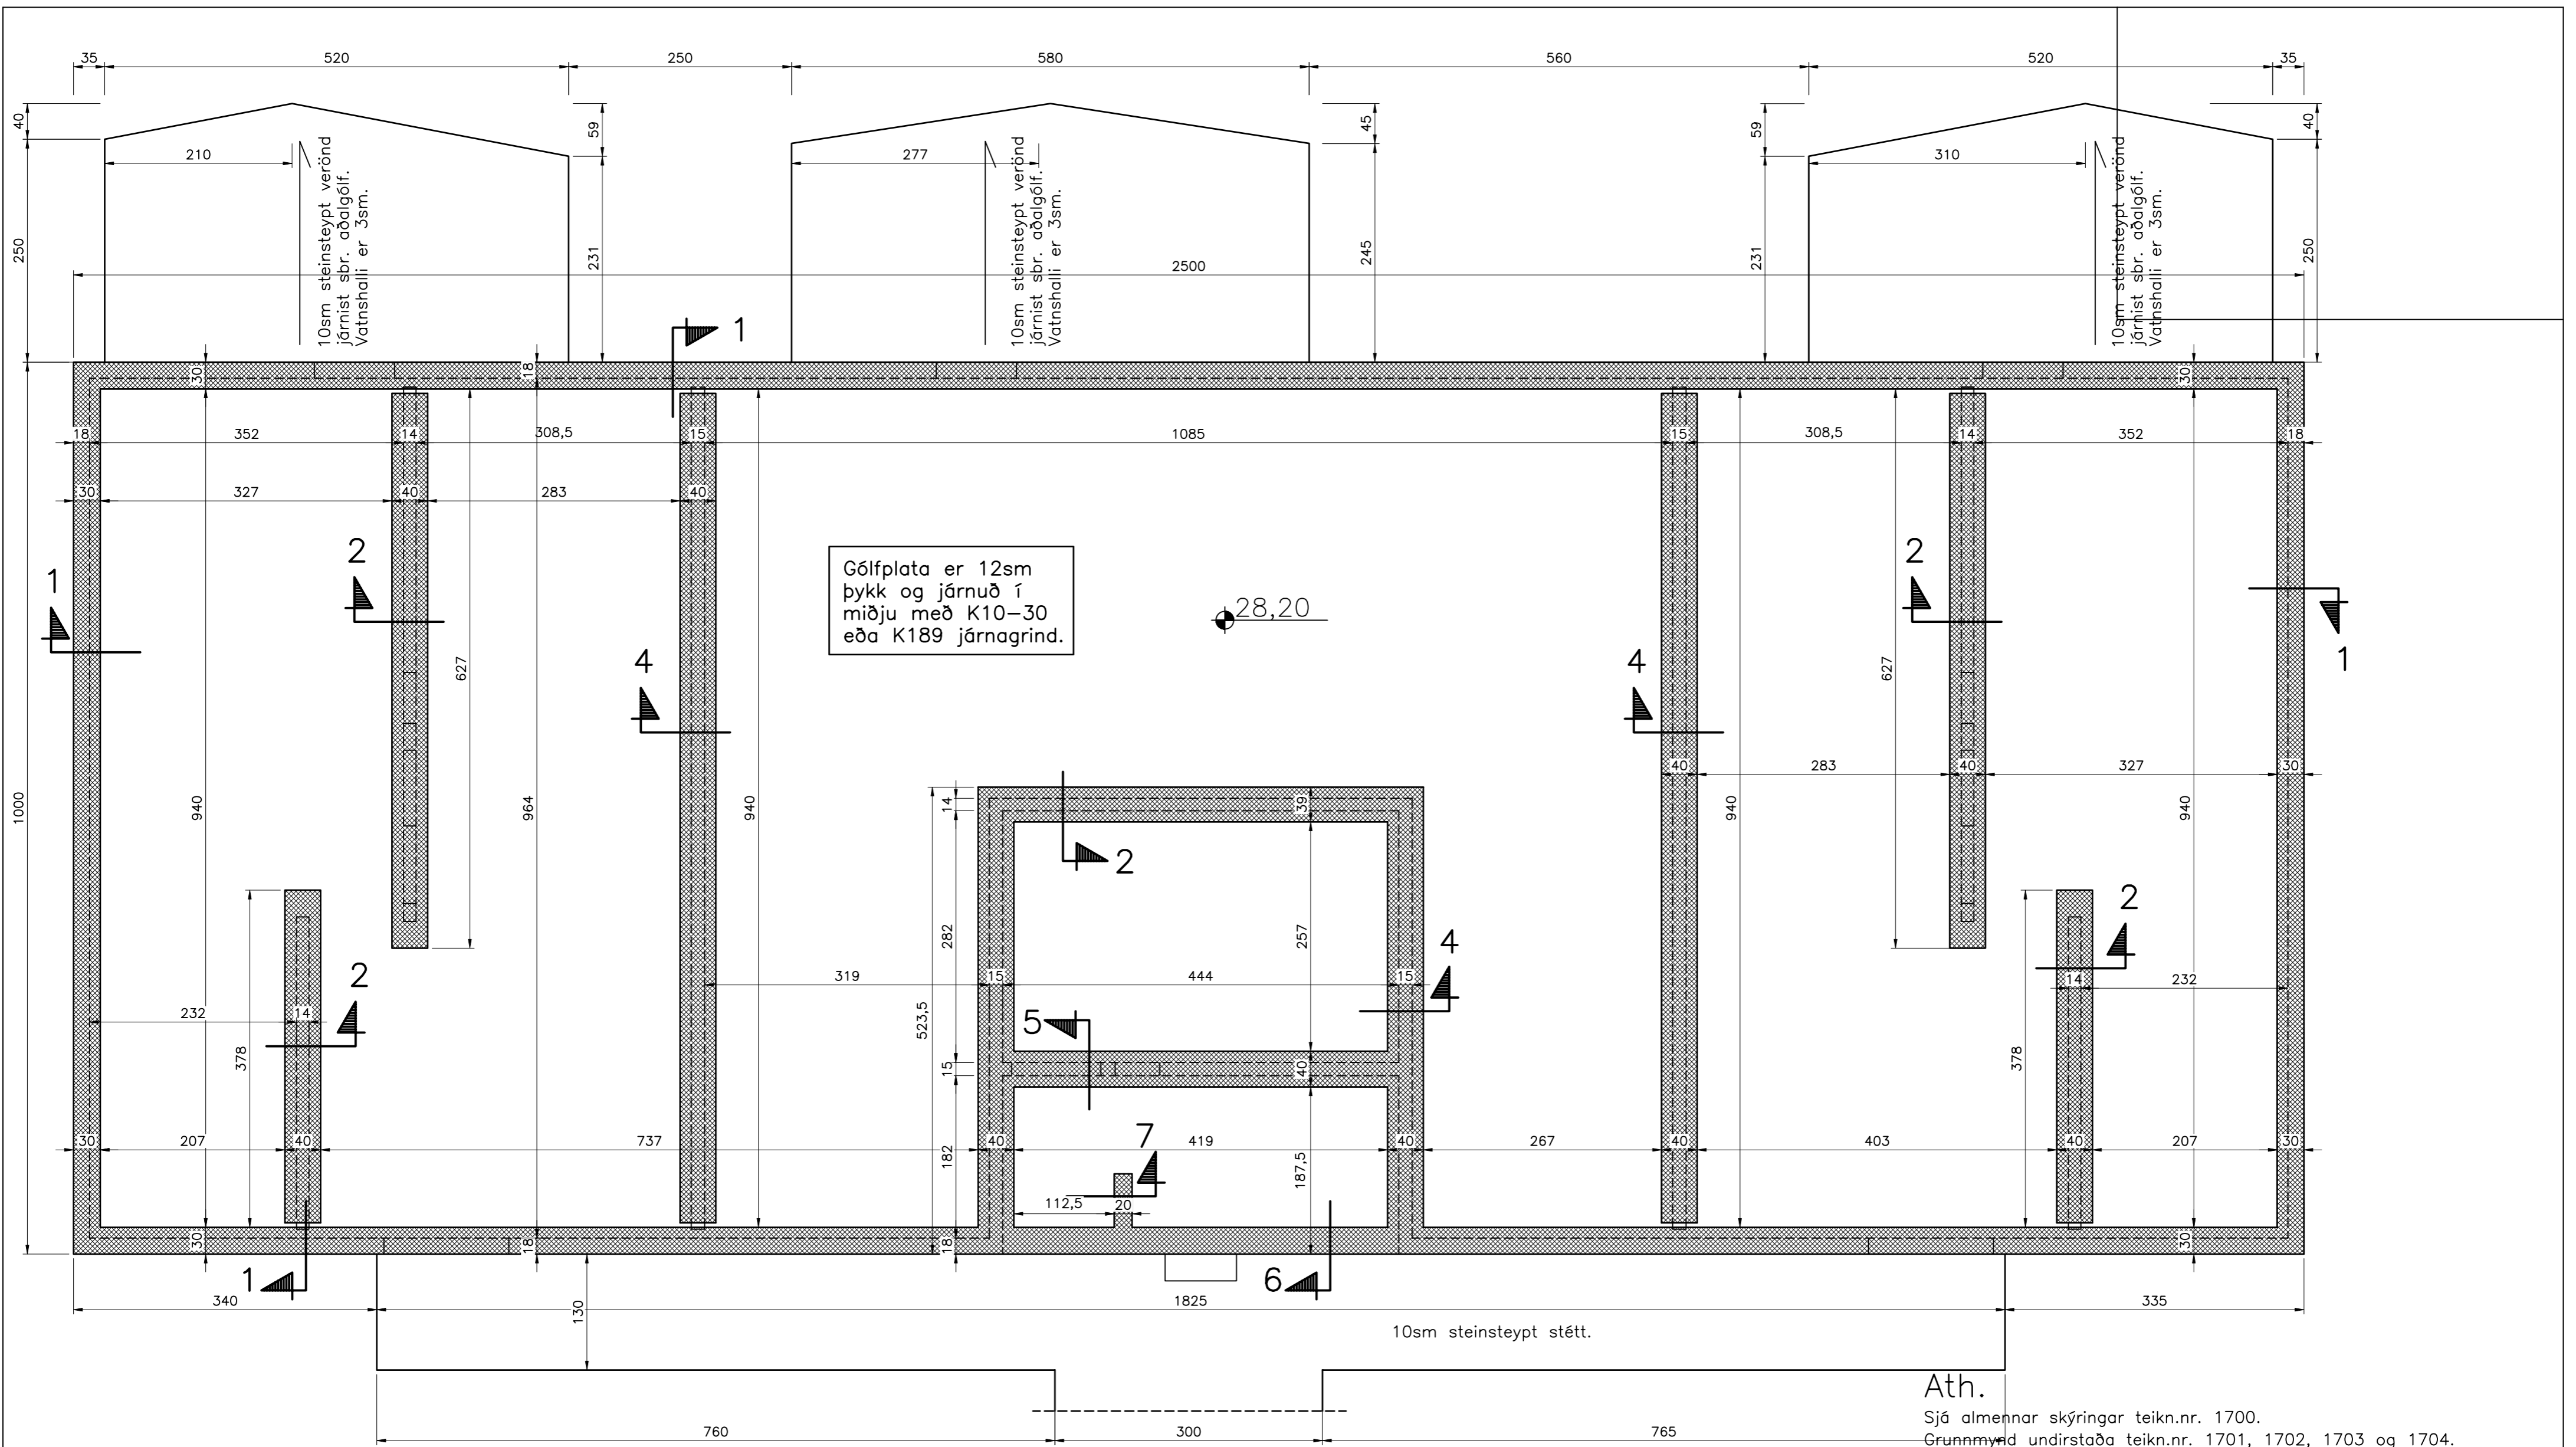 35 520 250 580 560 520 35
40 59 45 59 40
210 277 310
250 231 245 231 250
10sm steinsteypt verönd
járnist sbr. aðalgólf.
Vatnshalli er 3sm.
10sm steinsteypt verönd
járnist sbr. aðalgólf.
Vatnshalli er 3sm.
10sm steinsteypt verönd
járnist sbr. aðalgólf.
Vatnshalli er 3sm.
2500
1
30 18 30
18 352 14 308,5 15 1085 15 308,5 14 352 18
30 327 40 283 40
1 2 2 1
Gólfplata er 12sm
þykk og járnuð í
miðju með K10-30
eða K189 járnagrind.
28,20
4 4
627 627
40 283 40 327 30
1000 940 964 940 940 940
14 39
2
282 257
2 4 2
319 15 444 15
14 232
523,5
232 14
2
5
378 15 40 378
30 207 40 737 40 419 40 267 40 403 40 207 30
182 187,5
7
112,5 20
30 18 18 30
1 6
340 130 1825 335
10sm steinsteypt stétt.
Ath.
Sjá almennar skýringar teikn.nr. 1700.
Grunnmynd undirstaða teikn.nr. 1701, 1702, 1703 og 1704.
760 300 765